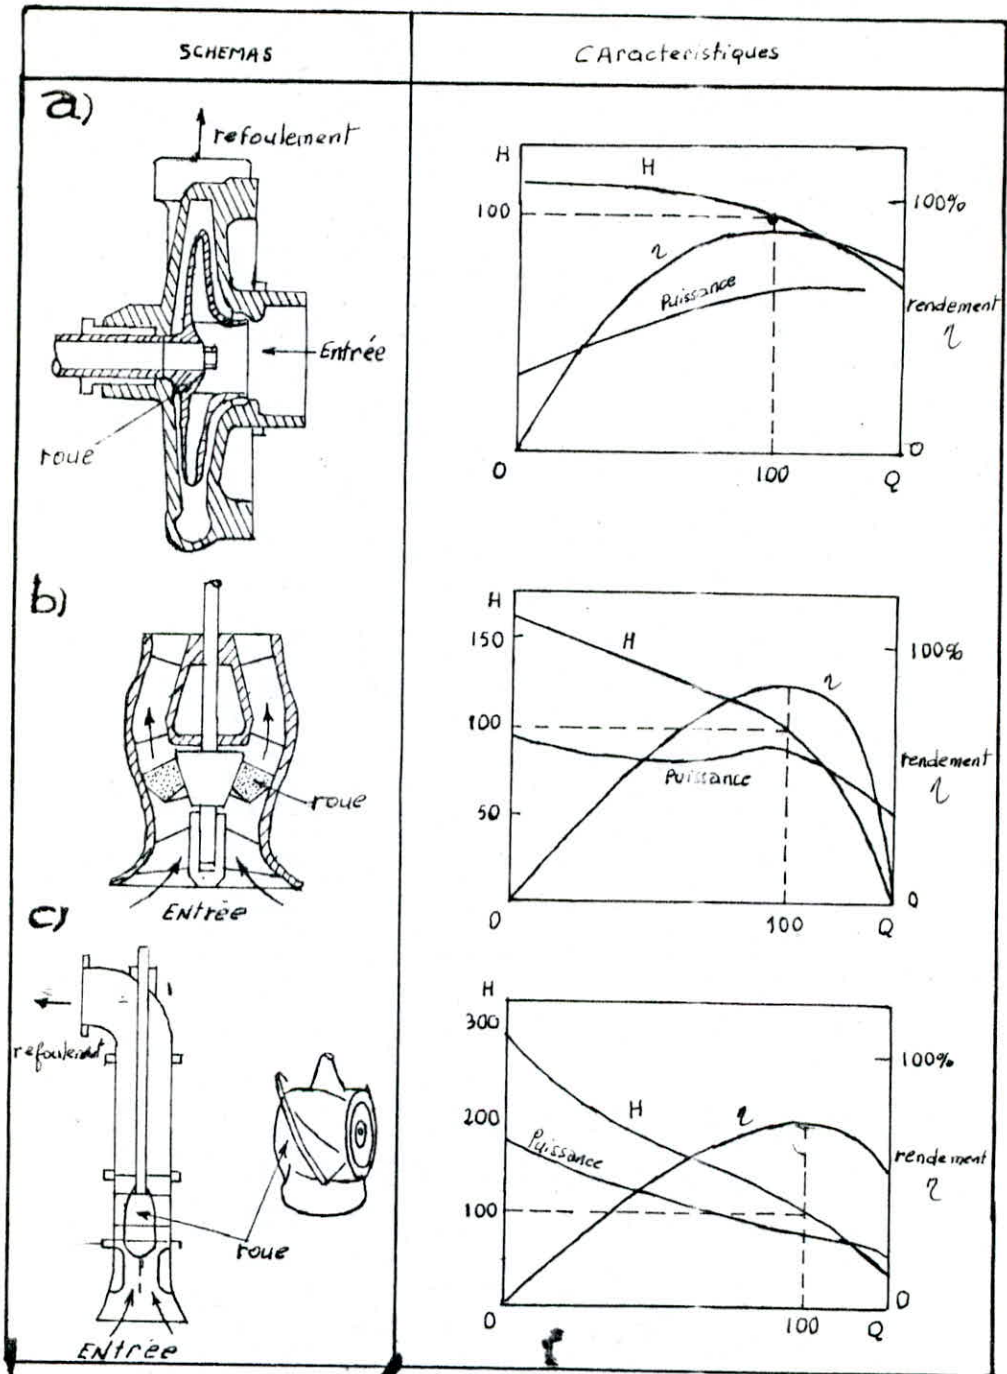 SCHEMAS
CAracteristiques
a)
refoulement
Entrée
roue
H
H
100
100%
η
Puissance
rendement
η
0
0
100
Q
b)
roue
ENtrée
H
150
H
100%
η
100
Puissance
rendement
η
50
0
0
100
Q
c)
refoulement
roue
ENtrée
H
300
100%
200
H
η
Puissance
rendement
η
100
0
0
100
Q